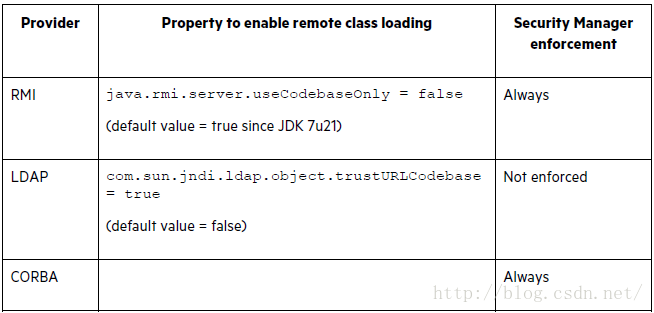 Provider
Property to enable remote class loading
Security Manager
enforcement
RMI
java.rmi.server.useCodebaseOnly = false
(default value = true since JDK 7u21)
Always
LDAP
com.sun.jndi.ldap.object.trustURLCodebase
= true
(default value = false)
Not enforced
CORBA
Always
http://blog.csdn.net/